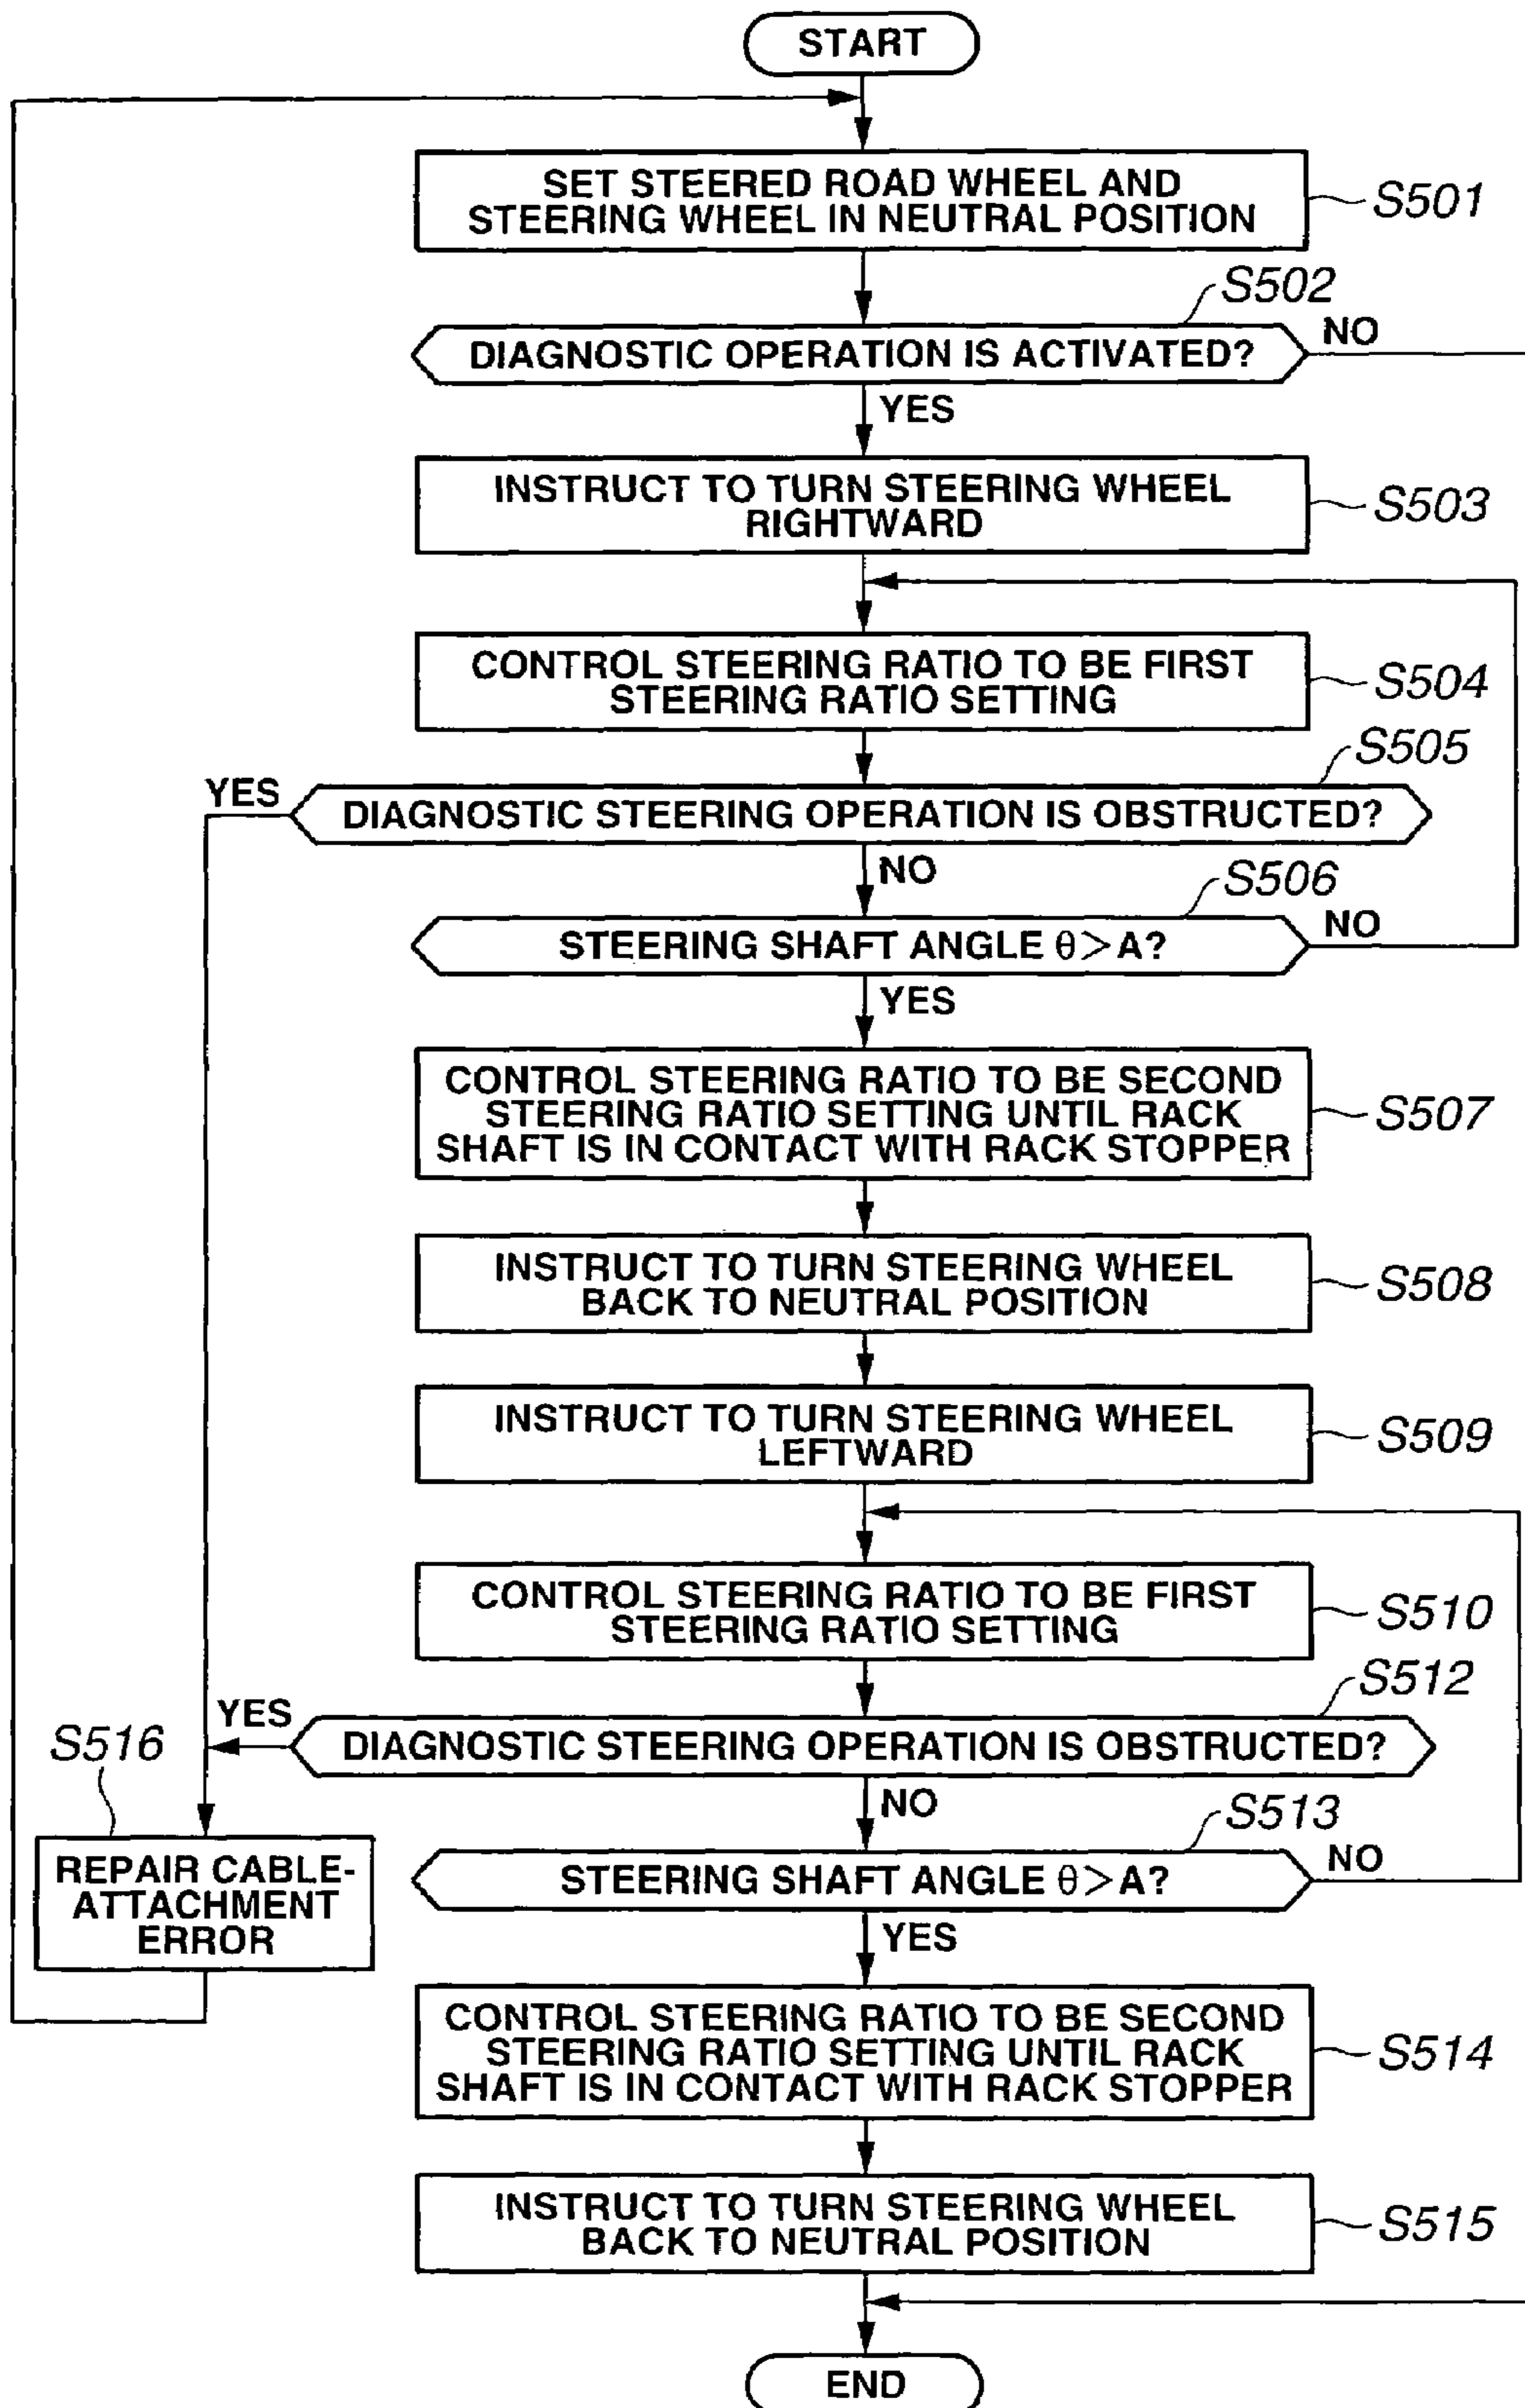 START
SET STEERED ROAD WHEEL AND
STEERING WHEEL IN NEUTRAL POSITION
S501
S502
DIAGNOSTIC OPERATION IS ACTIVATED?
NO
YES
INSTRUCT TO TURN STEERING WHEEL
RIGHTWARD
S503
CONTROL STEERING RATIO TO BE FIRST
STEERING RATIO SETTING
S504
S505
YES
DIAGNOSTIC STEERING OPERATION IS OBSTRUCTED?
NO
S506
STEERING SHAFT ANGLE θ>A?
NO
YES
CONTROL STEERING RATIO TO BE SECOND
STEERING RATIO SETTING UNTIL RACK
SHAFT IS IN CONTACT WITH RACK STOPPER
S507
INSTRUCT TO TURN STEERING WHEEL
BACK TO NEUTRAL POSITION
S508
INSTRUCT TO TURN STEERING WHEEL
LEFTWARD
S509
CONTROL STEERING RATIO TO BE FIRST
STEERING RATIO SETTING
S510
S512
YES
DIAGNOSTIC STEERING OPERATION IS OBSTRUCTED?
S516
NO
S513
REPAIR CABLE-
ATTACHMENT
ERROR
STEERING SHAFT ANGLE θ>A?
NO
YES
CONTROL STEERING RATIO TO BE SECOND
STEERING RATIO SETTING UNTIL RACK
SHAFT IS IN CONTACT WITH RACK STOPPER
S514
INSTRUCT TO TURN STEERING WHEEL
BACK TO NEUTRAL POSITION
S515
END